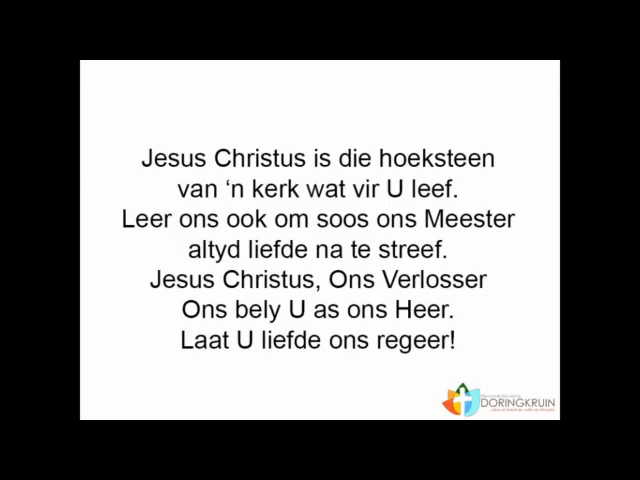 Jesus Christus is die hoeksteen
van ‘n kerk wat vir U leef.
Leer ons ook om soos ons Meester
altyd liefde na te streef.
Jesus Christus, Ons Verlosser
Ons bely U as ons Heer.
Laat U liefde ons regeer!
DORINGKRUIN